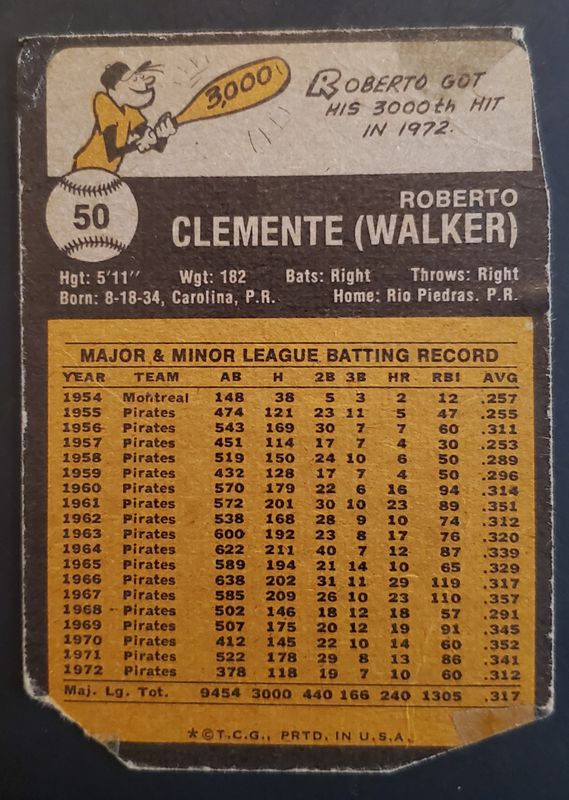 3,000
ROBERTO GOT
HIS 3000th HIT
IN 1972.
50
ROBERTO
CLEMENTE (WALKER)
Hgt: 5'11" Wgt: 182 Bats: Right Throws: Right
Born: 8-18-34, Carolina, P.R. Home: Rio Piedras, P.R.
MAJOR & MINOR LEAGUE BATTING RECORD
YEAR TEAM AB H 2B 3B HR RBI AVG
1954 Montreal 148 38 5 3 2 12 .257
1955 Pirates 474 121 23 11 5 47 .255
1956 Pirates 543 169 30 7 7 60 .311
1957 Pirates 451 114 17 7 4 30 .253
1958 Pirates 519 150 24 10 6 50 .289
1959 Pirates 432 128 17 7 4 50 .296
1960 Pirates 570 179 22 6 16 94 .314
1961 Pirates 572 201 30 10 23 89 .351
1962 Pirates 538 168 28 9 10 74 .312
1963 Pirates 600 192 23 8 17 76 .320
1964 Pirates 622 211 40 7 12 87 .339
1965 Pirates 589 194 21 14 10 65 .329
1966 Pirates 638 202 31 11 29 119 .317
1967 Pirates 585 209 26 10 23 110 .357
1968 Pirates 502 146 18 12 18 57 .291
1969 Pirates 507 175 20 12 19 91 .345
1970 Pirates 412 145 22 10 14 60 .352
1971 Pirates 522 178 29 8 13 86 .341
1972 Pirates 378 118 19 7 10 60 .312
Maj. Lg. Tot. 9454 3000 440 166 240 1305 .317
*©T.C.G., PRTD. IN U.S.A.